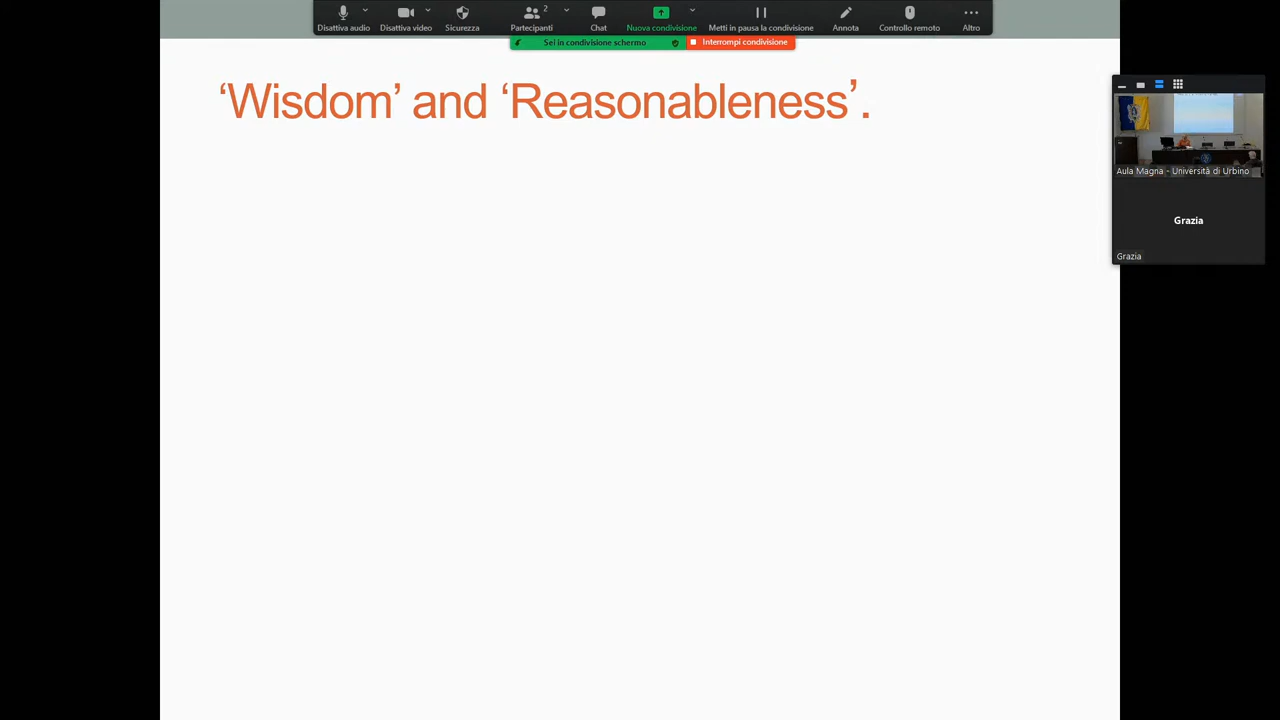 Disattiva audio
Disattiva video
Sicurezza
Partecipanti
2
Chat
Nuova condivisione
Metti in pausa la condivisione
Annota
Controllo remoto
Altro
Sei in condivisione schermo
Interrompi condivisione
‘Wisdom’ and ‘Reasonableness’.
Aula Magna - Università di Urbino
Grazia
Grazia